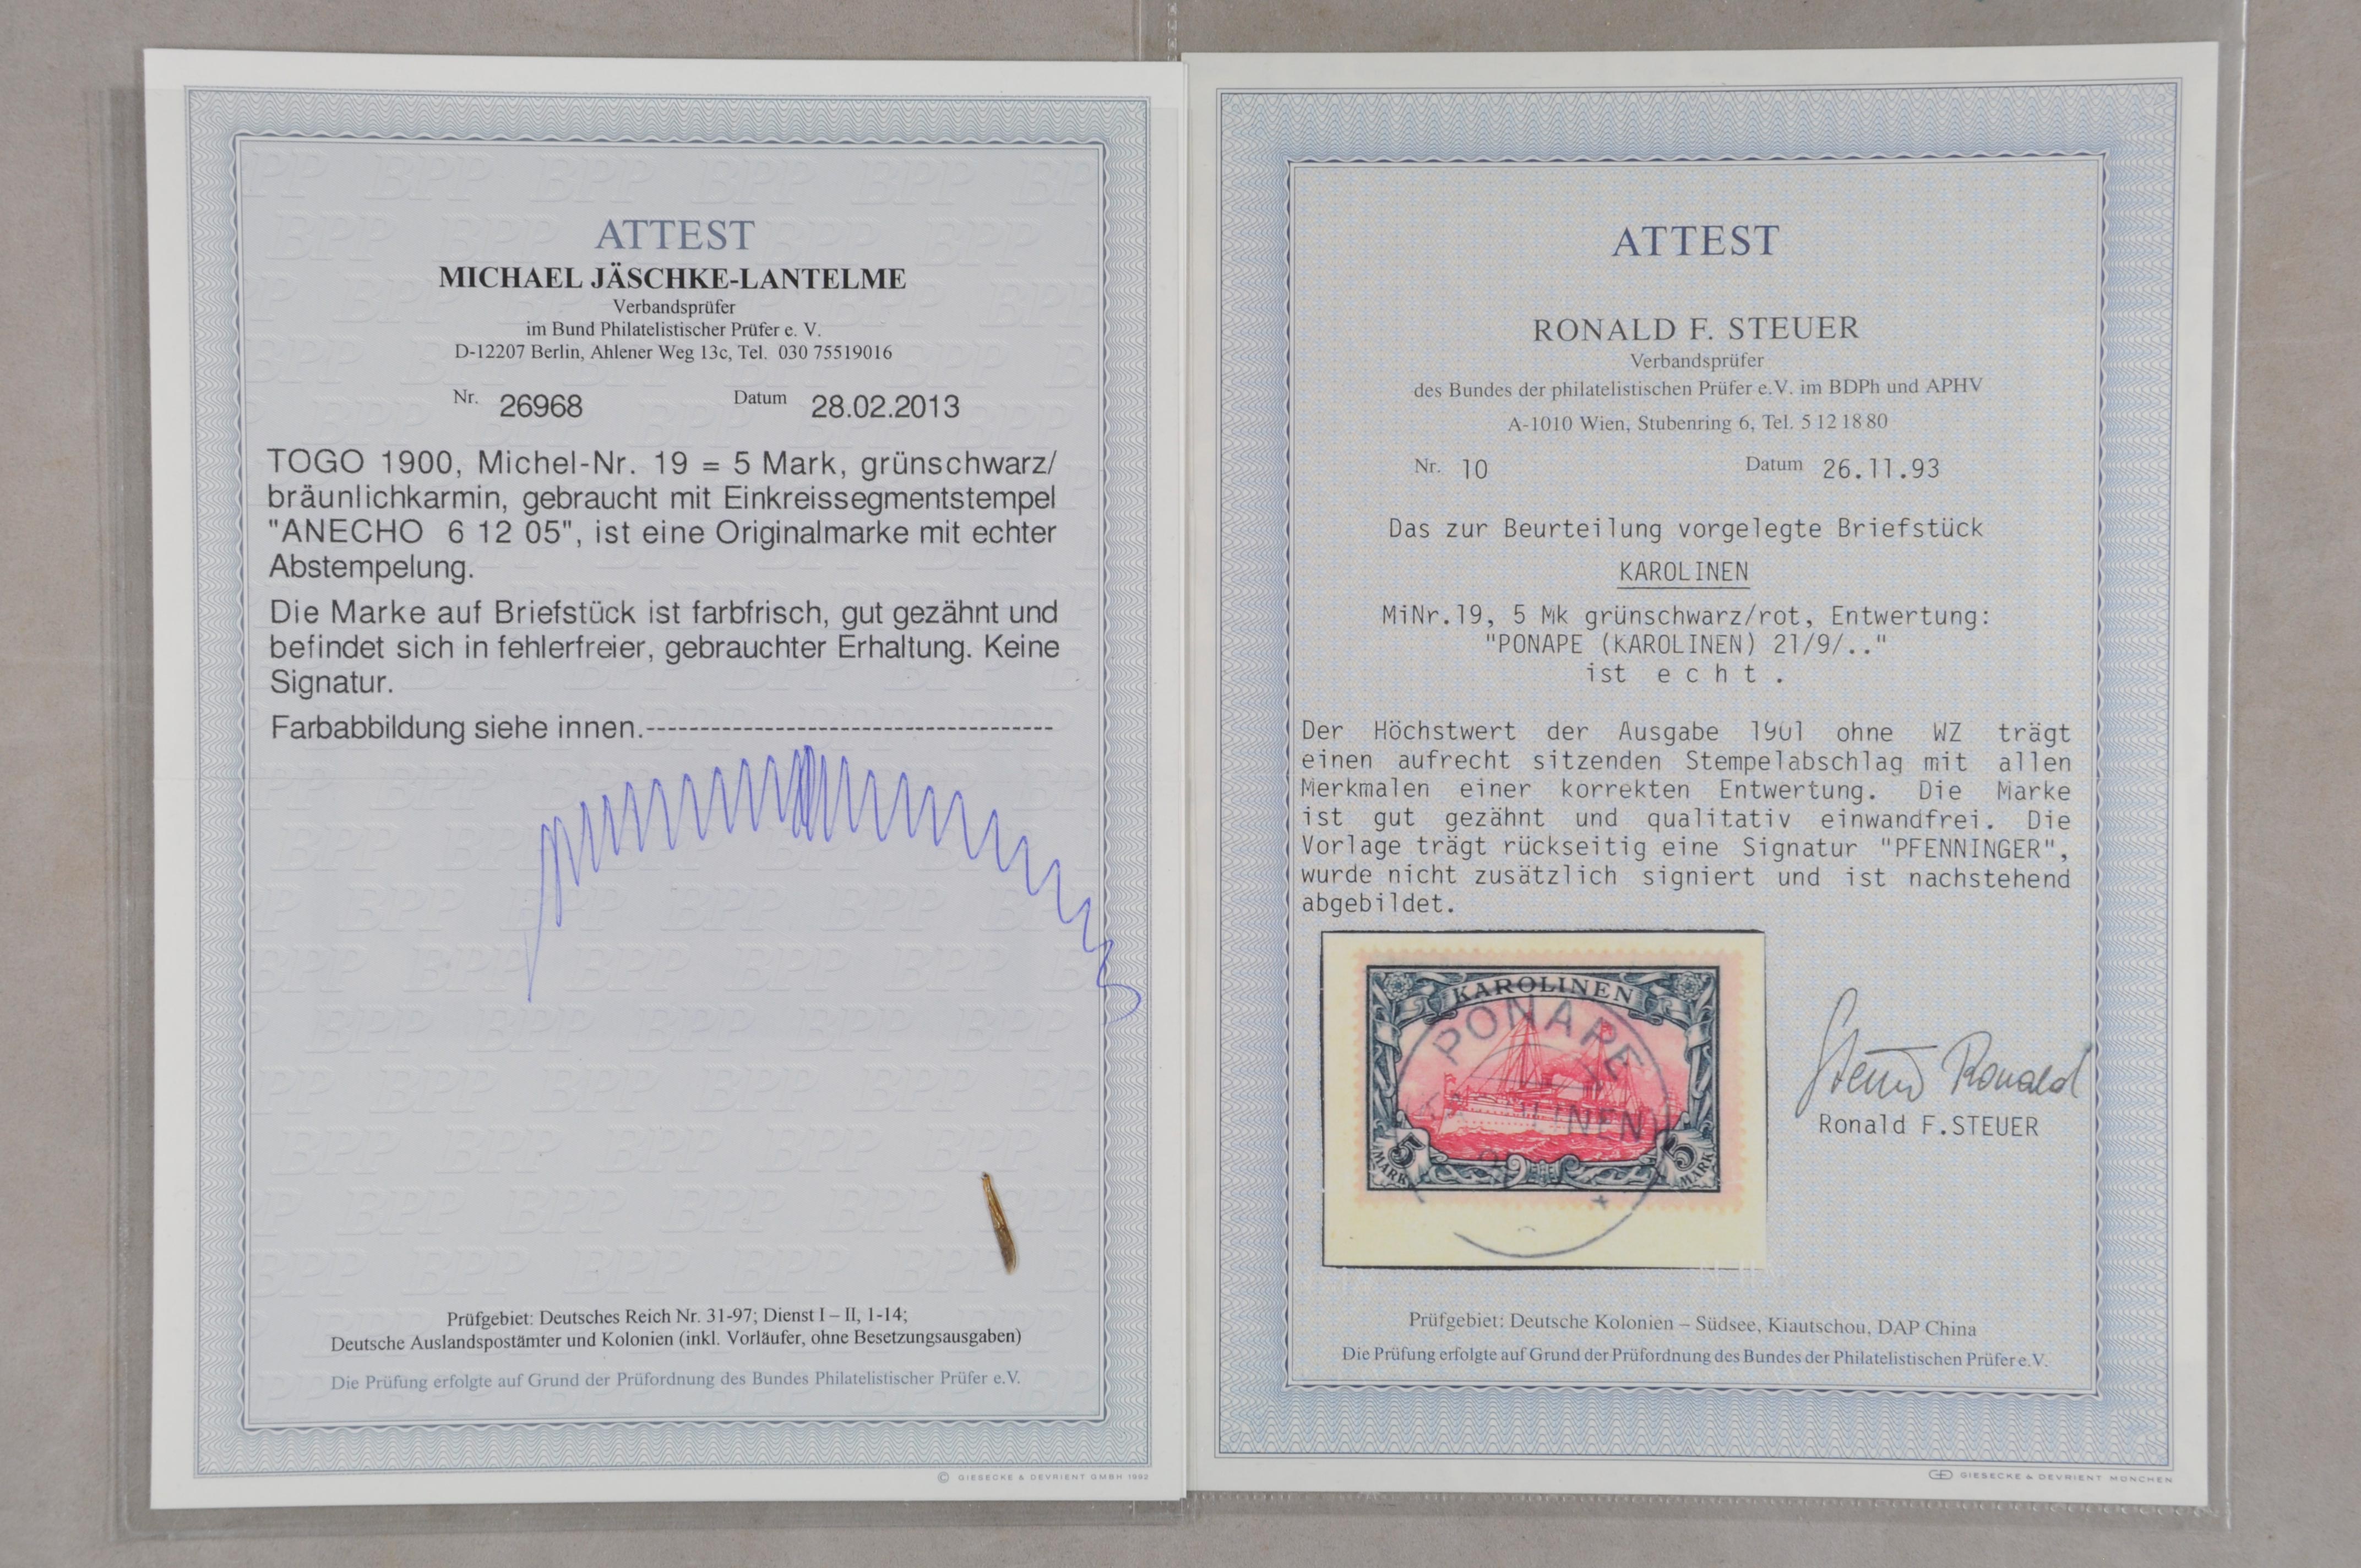 ATTEST
MICHAEL JÄSCHKE-LANTELME
Verbandsprüfer
im Bund Philatelistischer Prüfer e. V.
D-12207 Berlin, Ahlener Weg 13c, Tel. 030 75519016
Nr. 26968 Datum 28.02.2013
TOGO 1900, Michel-Nr. 19 = 5 Mark, grünschwarz/
bräunlichkarmin, gebraucht mit Einkreissegmentstempel
"ANECHO 6 12 05", ist eine Originalmarke mit echter
Abstempelung.
Die Marke auf Briefstück ist farbfrisch, gut gezähnt und
befindet sich in fehlerfreier, gebrauchter Erhaltung. Keine
Signatur.
Farbabbildung siehe innen.--------------------------------------
Prüfgebiet: Deutsches Reich Nr. 31-97; Dienst I – II, 1-14;
Deutsche Auslandspostämter und Kolonien (inkl. Vorläufer, ohne Besetzungsausgaben)
Die Prüfung erfolgte auf Grund der Prüfordnung des Bundes Philatelistischer Prüfer e.V.
© GIESECKE & DEVRIENT GMBH 1992
ATTEST
RONALD F. STEUER
Verbandsprüfer
des Bundes der philatelistischen Prüfer e.V. im BDPh und APHV
A-1010 Wien, Stubenring 6, Tel. 5 12 18 80
Nr. 10 Datum 26.11.93
Das zur Beurteilung vorgelegte Briefstück
KAROLINEN
MiNr.19, 5 Mk grünschwarz/rot, Entwertung:
"PONAPE (KAROLINEN) 21/9/.."
ist e c h t .
Der Höchstwert der Ausgabe 1901 ohne WZ trägt
einen aufrecht sitzenden Stempelabschlag mit allen
Merkmalen einer korrekten Entwertung. Die Marke
ist gut gezähnt und qualitativ einwandfrei. Die
Vorlage trägt rückseitig eine Signatur "PFENNINGER",
wurde nicht zusätzlich signiert und ist nachstehend
abgebildet.
KAROLINEN
PONAPE
5 MARK
5 MARK
Steuer Ronald
Ronald F.STEUER
Prüfgebiet: Deutsche Kolonien – Südsee, Kiautschou, DAP China
Die Prüfung erfolgte auf Grund der Prüfordnung des Bundes der Philatelistischen Prüfer e.V.
GIESECKE & DEVRIENT MÜNCHEN